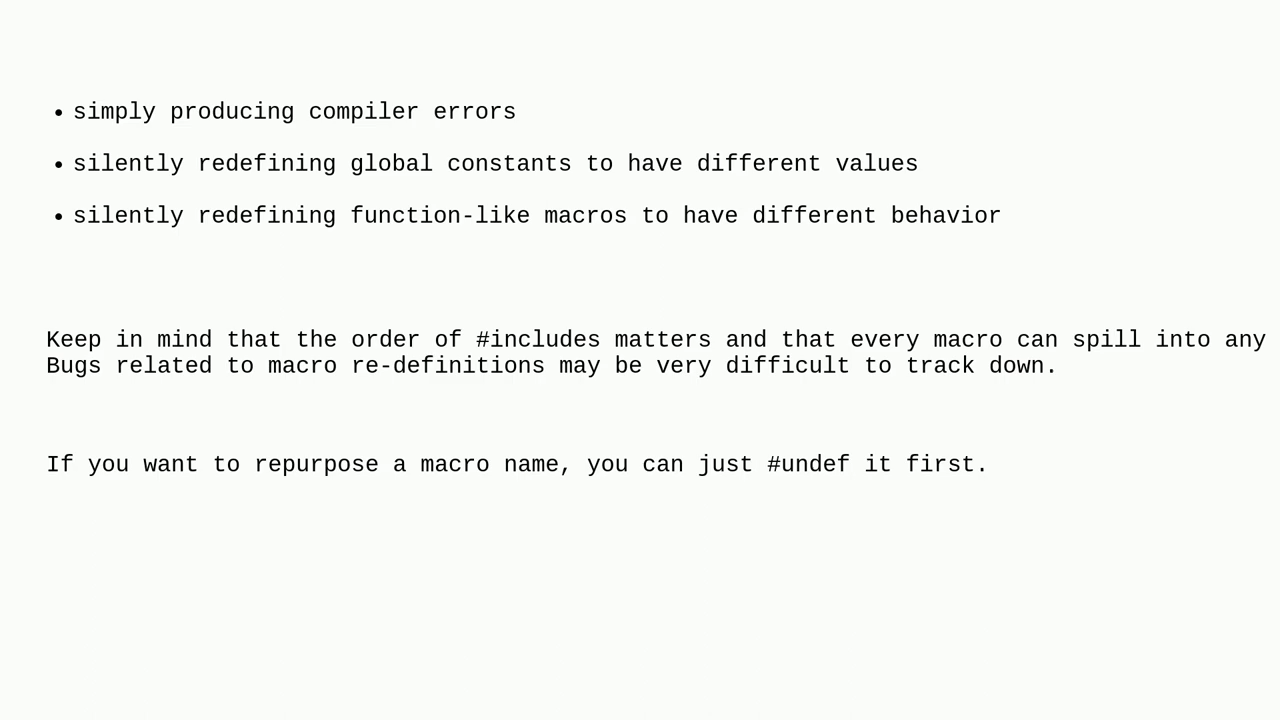 • simply producing compiler errors
• silently redefining global constants to have different values
• silently redefining function-like macros to have different behavior
Keep in mind that the order of #includes matters and that every macro can spill into any
Bugs related to macro re-definitions may be very difficult to track down.
If you want to repurpose a macro name, you can just #undef it first.